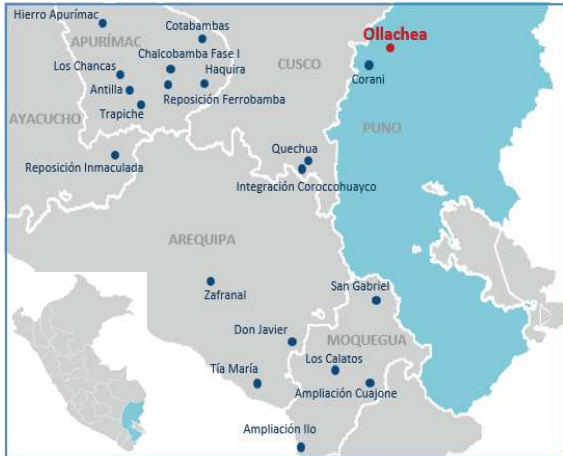 Hierro Apurímac
Cotabambas
Ollachea
APURÍMAC
Chalcobamba Fase I
CUSCO
Los Chancas
Haquira
Corani
Antilla
Reposición Ferrobamba
Trapiche
AYACUCHO
PUNO
Quechua
Reposición Inmaculada
Integración Coroccohuayco
AREQUIPA
Zafranal
San Gabriel
Don Javier
MOQUEGUA
Los Calatos
Tía María
Ampliación Cuajone
Ampliación Ilo